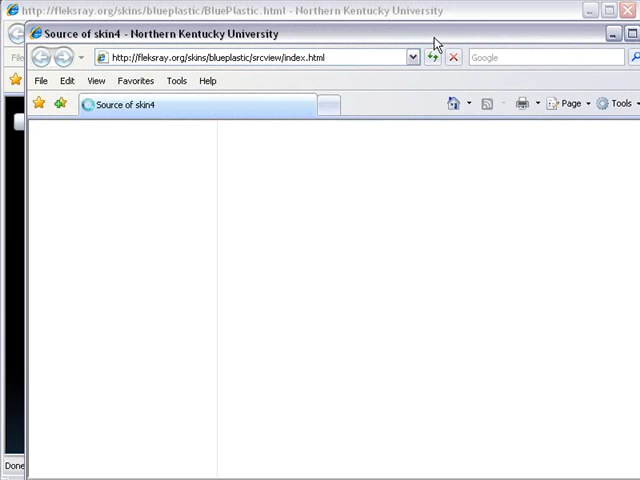 http://fleksray.org/skins/blueplastic/BluePlastic.html - Northern Kentucky University
Source of skin4 - Northern Kentucky University
http://fleksray.org/skins/blueplastic/srcview/index.html
Google
File
File Edit View Favorites Tools Help
Source of skin4
Page Tools
Done